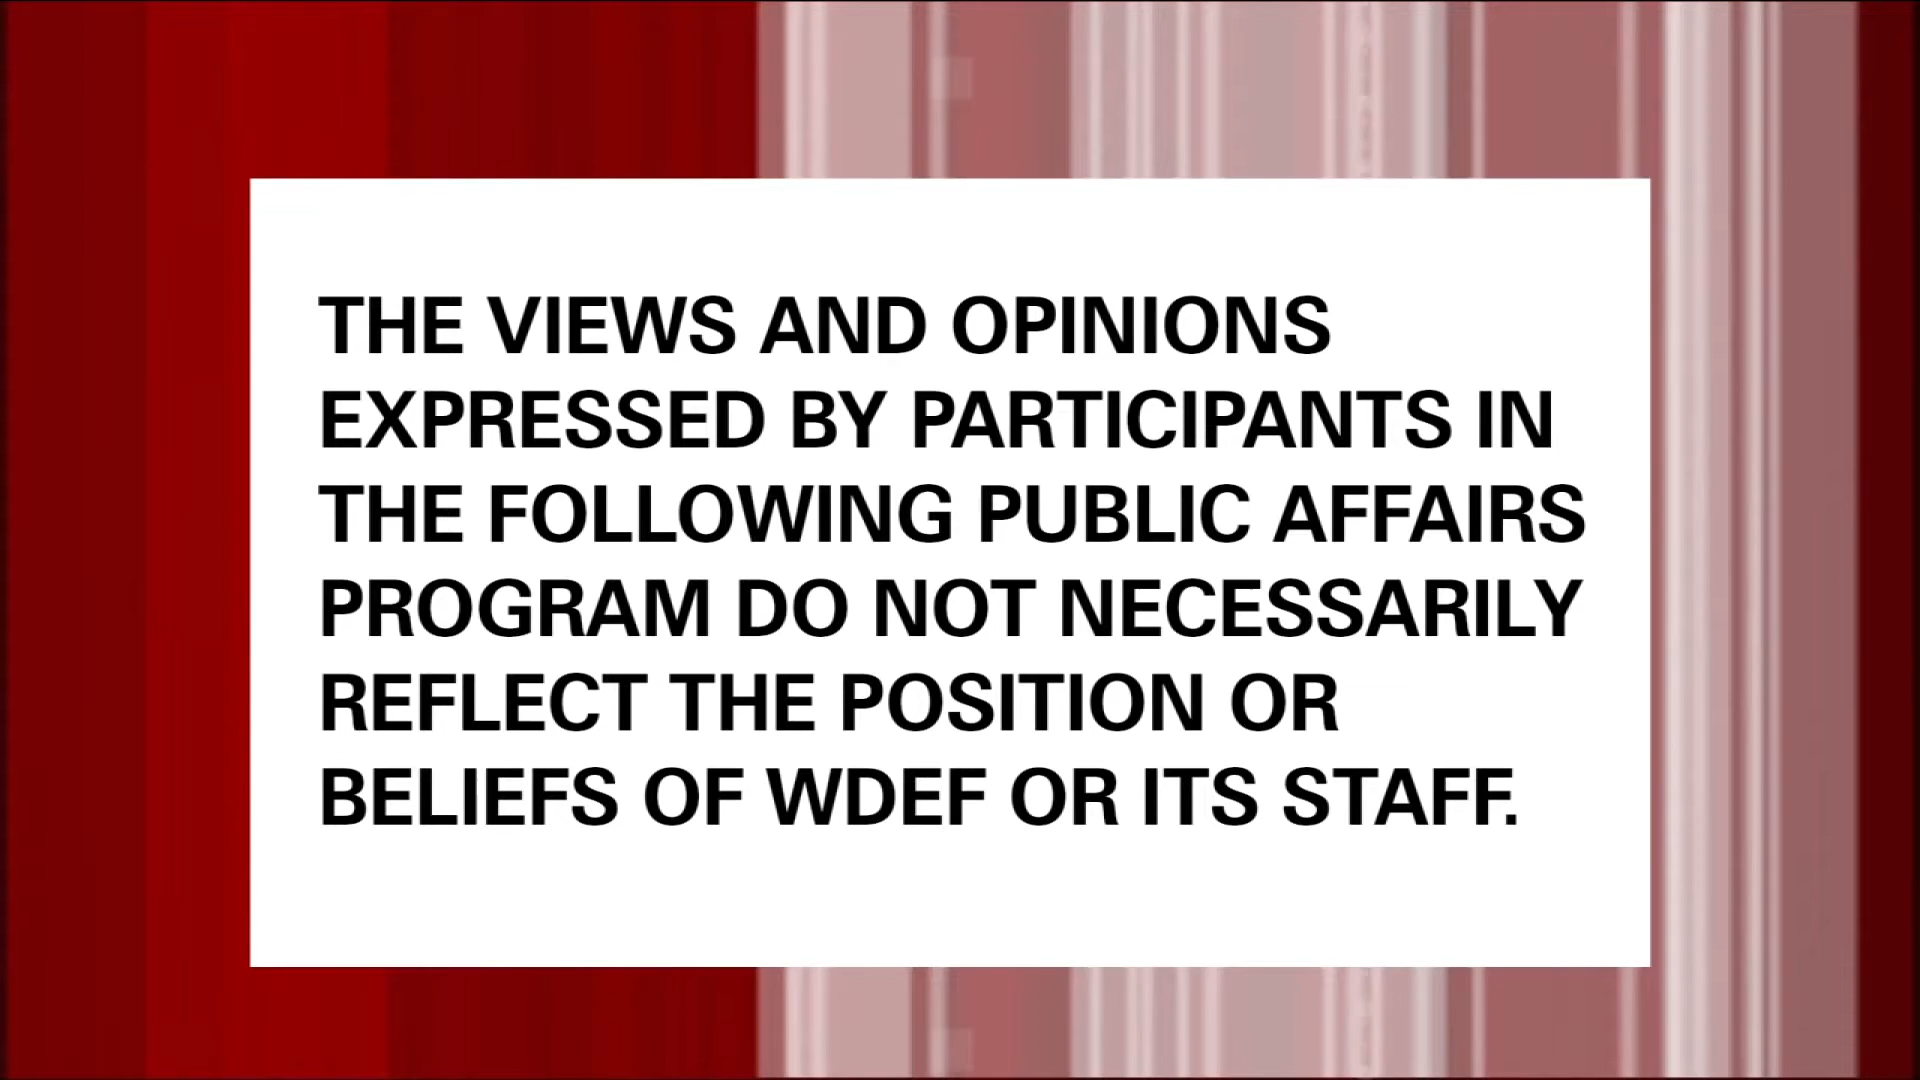 THE VIEWS AND OPINIONS
EXPRESSED BY PARTICIPANTS IN
THE FOLLOWING PUBLIC AFFAIRS
PROGRAM DO NOT NECESSARILY
REFLECT THE POSITION OR
BELIEFS OF WDEF OR ITS STAFF.